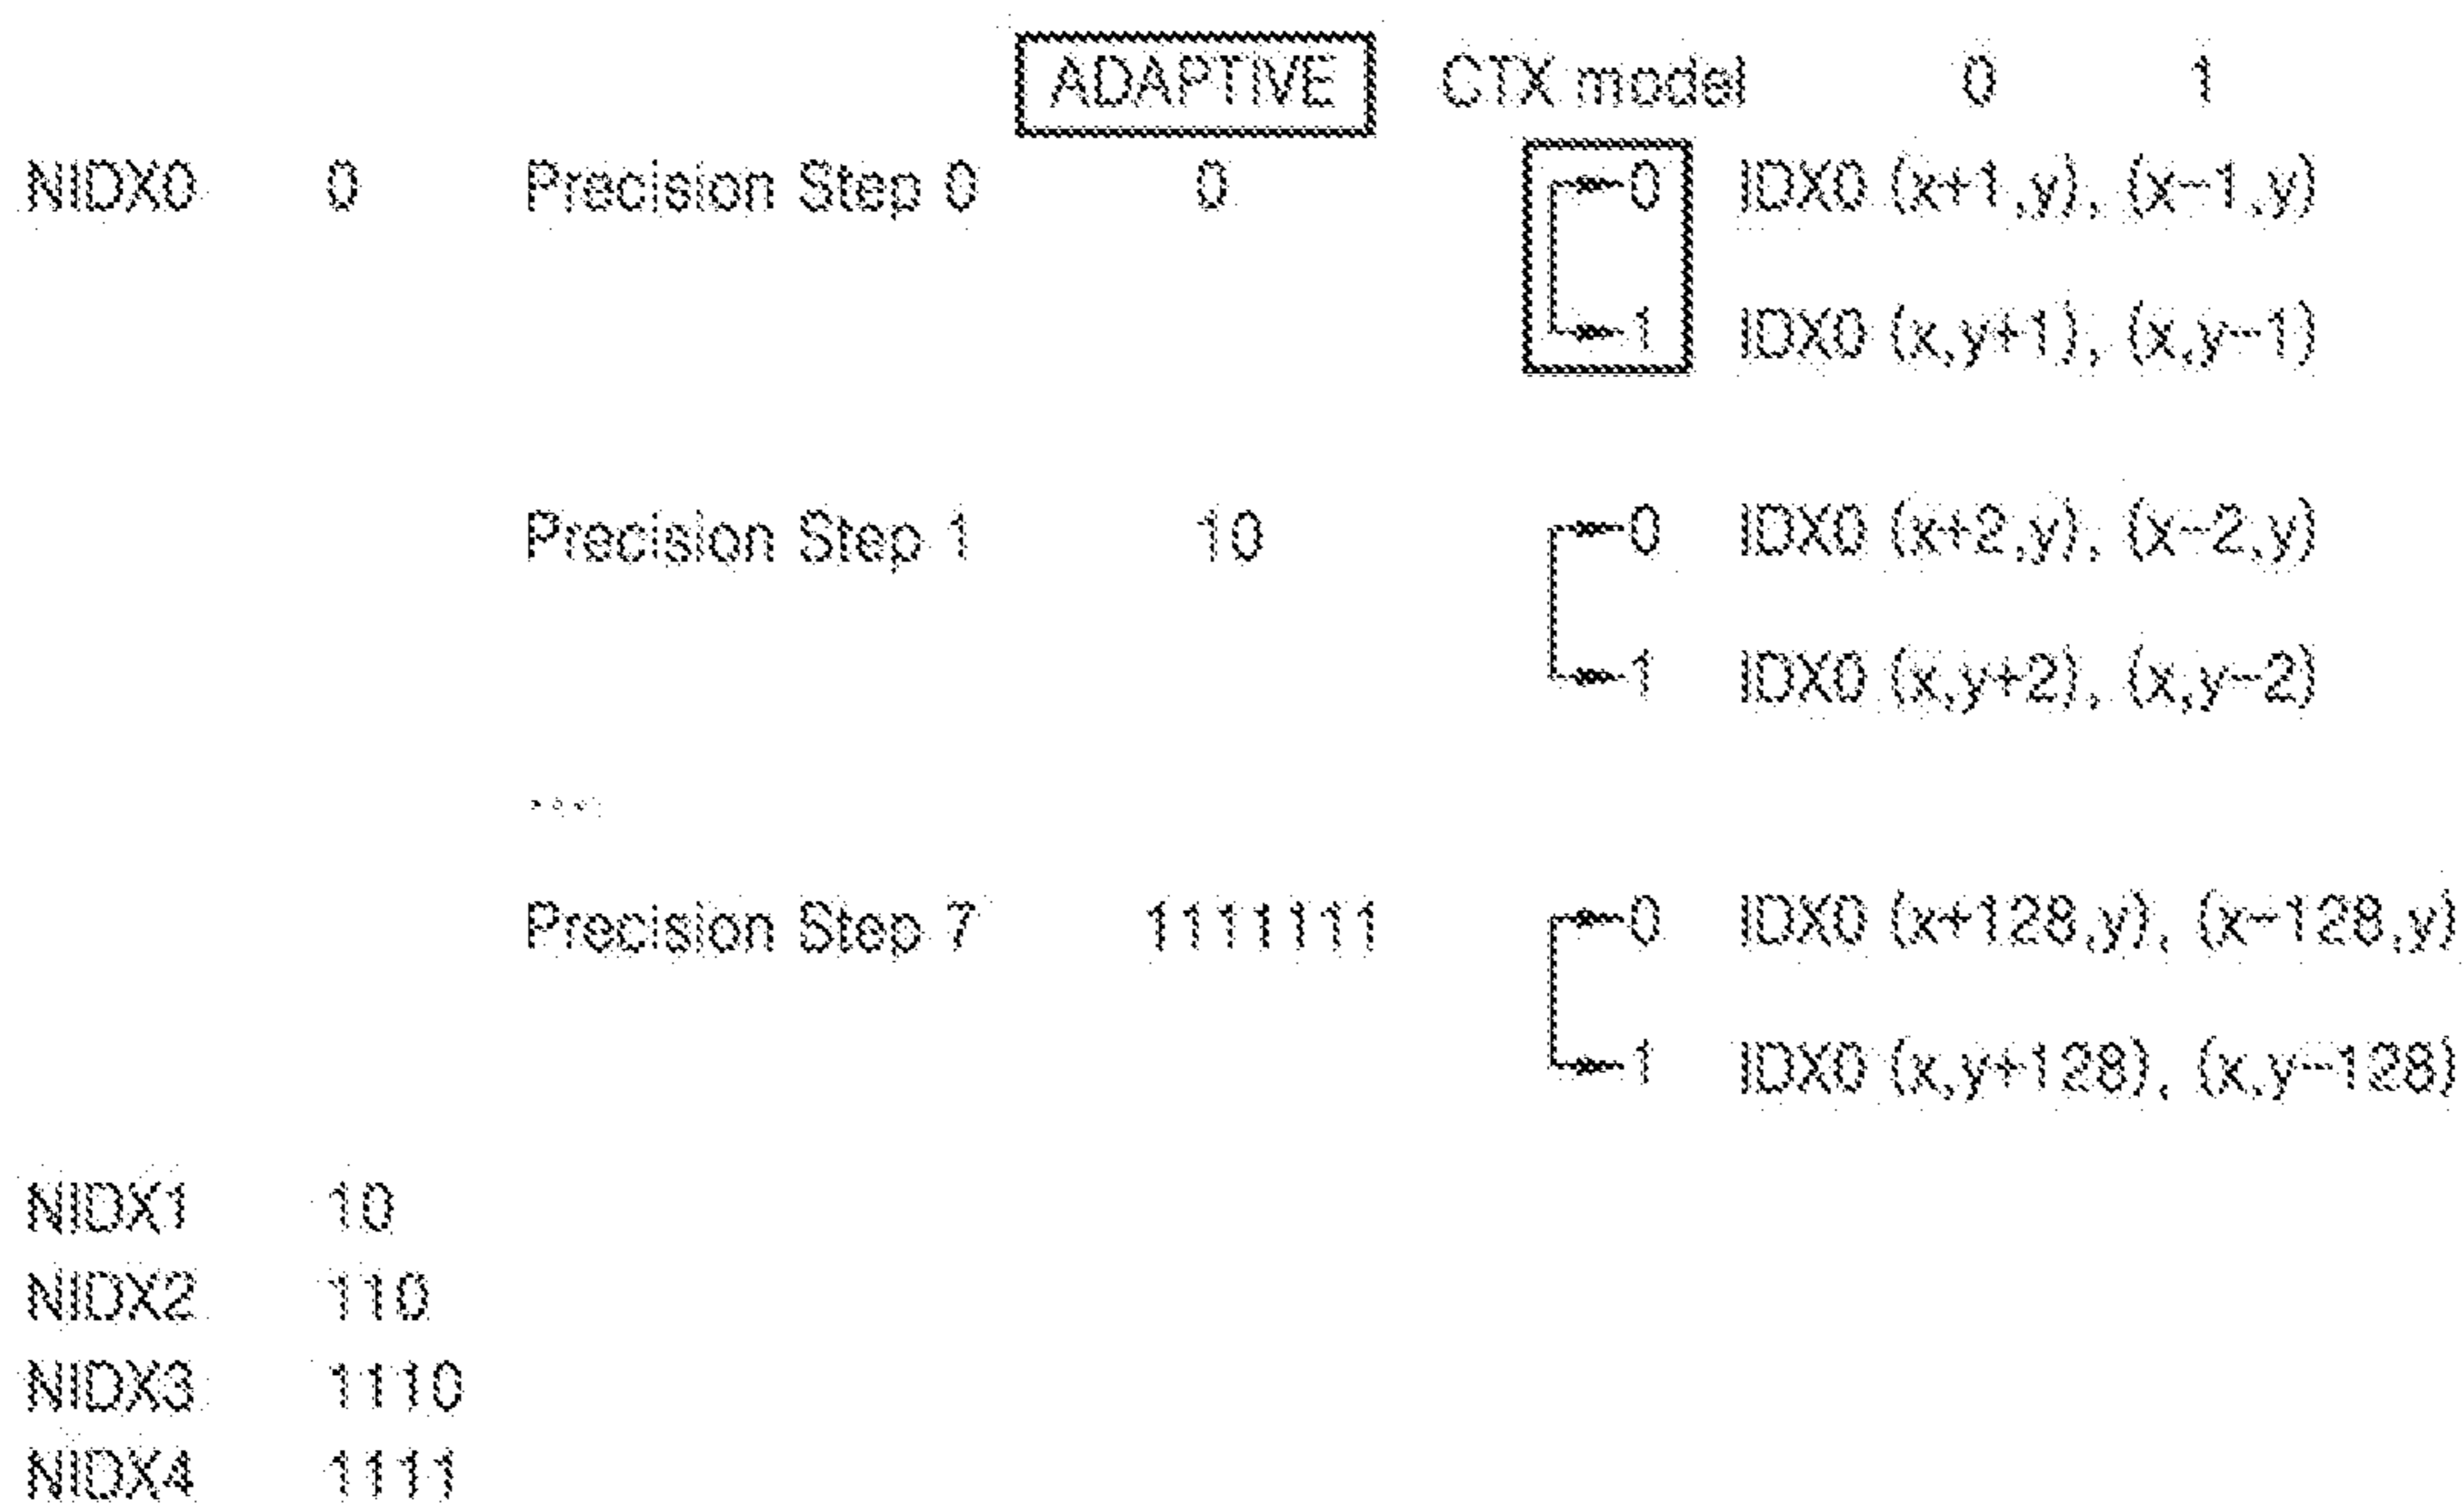 ADAPTIVE CTX model 0 1
NIDX0 0 Precision Step 0 0 0 IDX0 (x+1,y), (x-1,y)
1 IDX0 (x,y+1), (x,y-1)
Precision Step 1 10 0 IDX0 (x+2,y), (x-2,y)
1 IDX0 (x,y+2), (x,y-2)
....
Precision Step 7 1111111 0 IDX0 (x+128,y), (x-128,y)
1 IDX0 (x,y+128), (x,y-128)
NIDX1 10
NIDX2 110
NIDX3 1110
NIDX4 1111